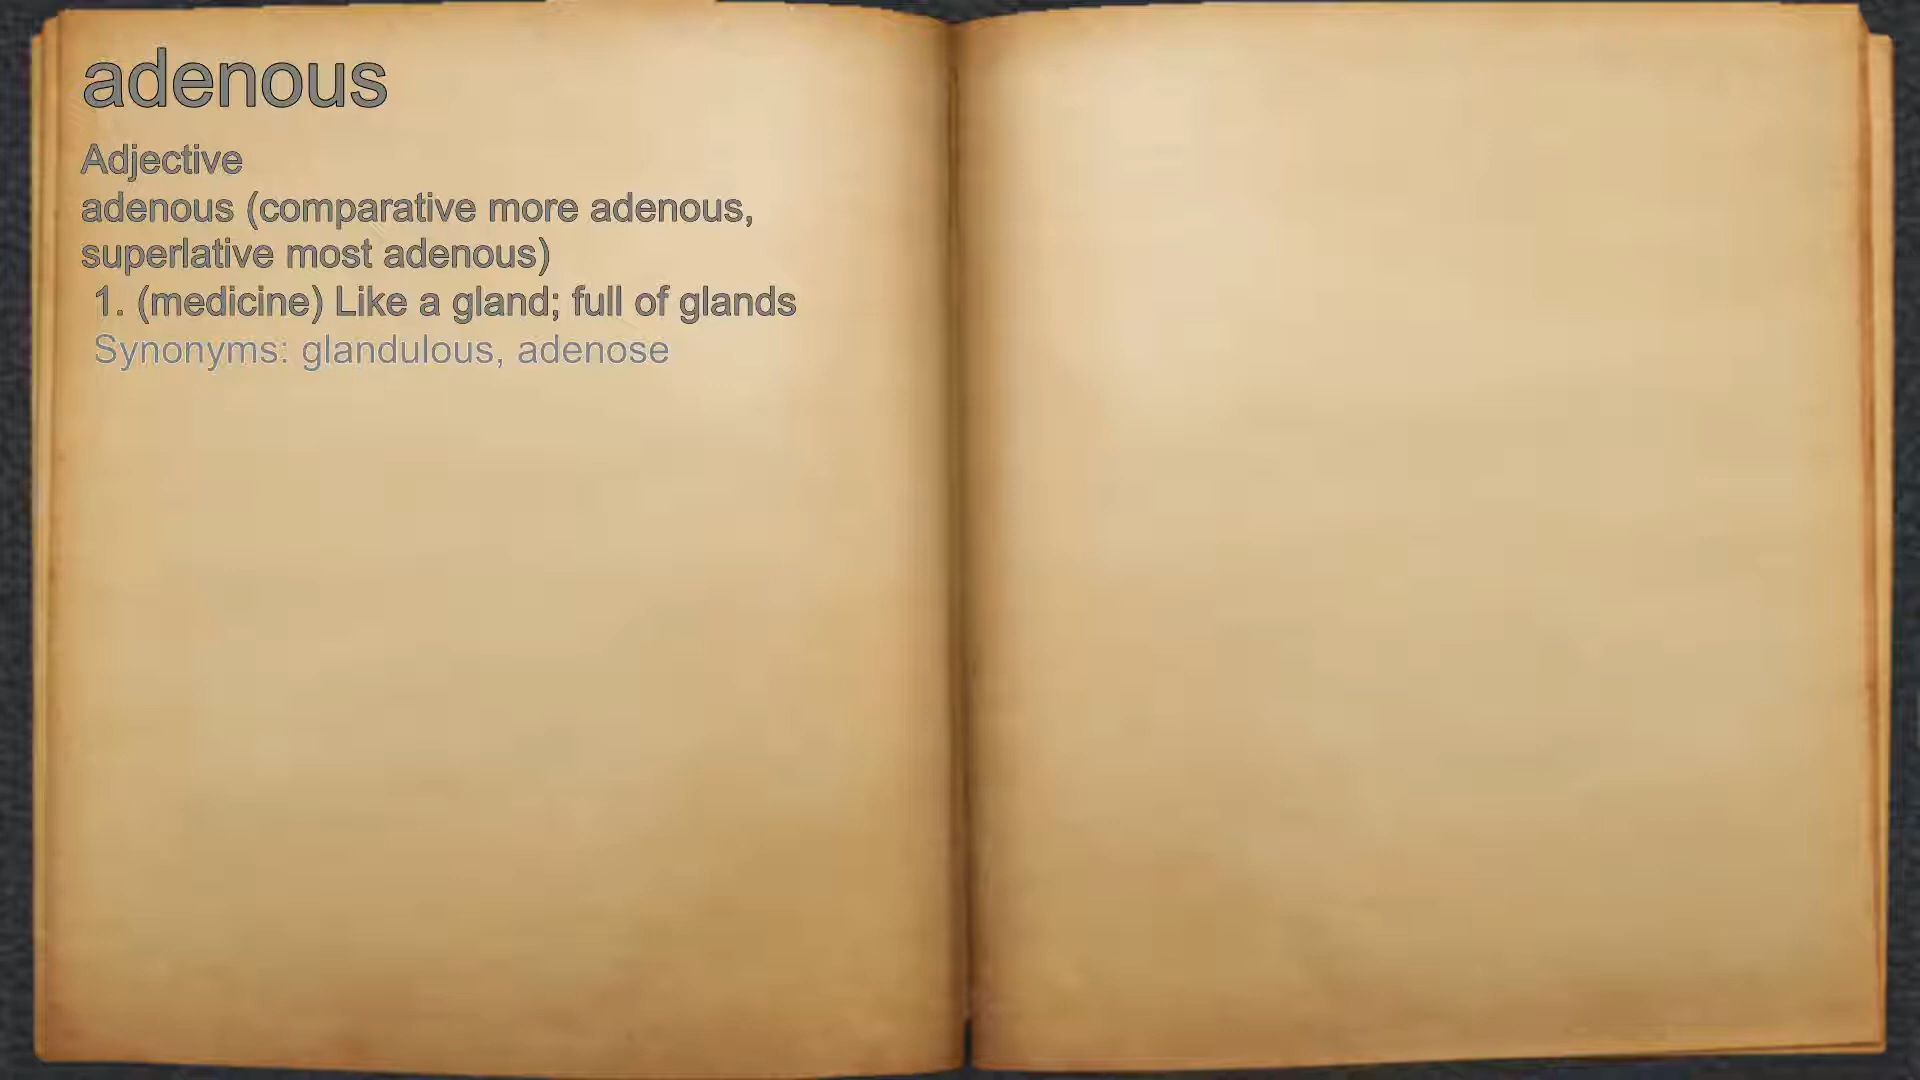 adenous
Adjective
adenous (comparative more adenous,
superlative most adenous)
1. (medicine) Like a gland; full of glands
Synonyms: glandulous, adenose